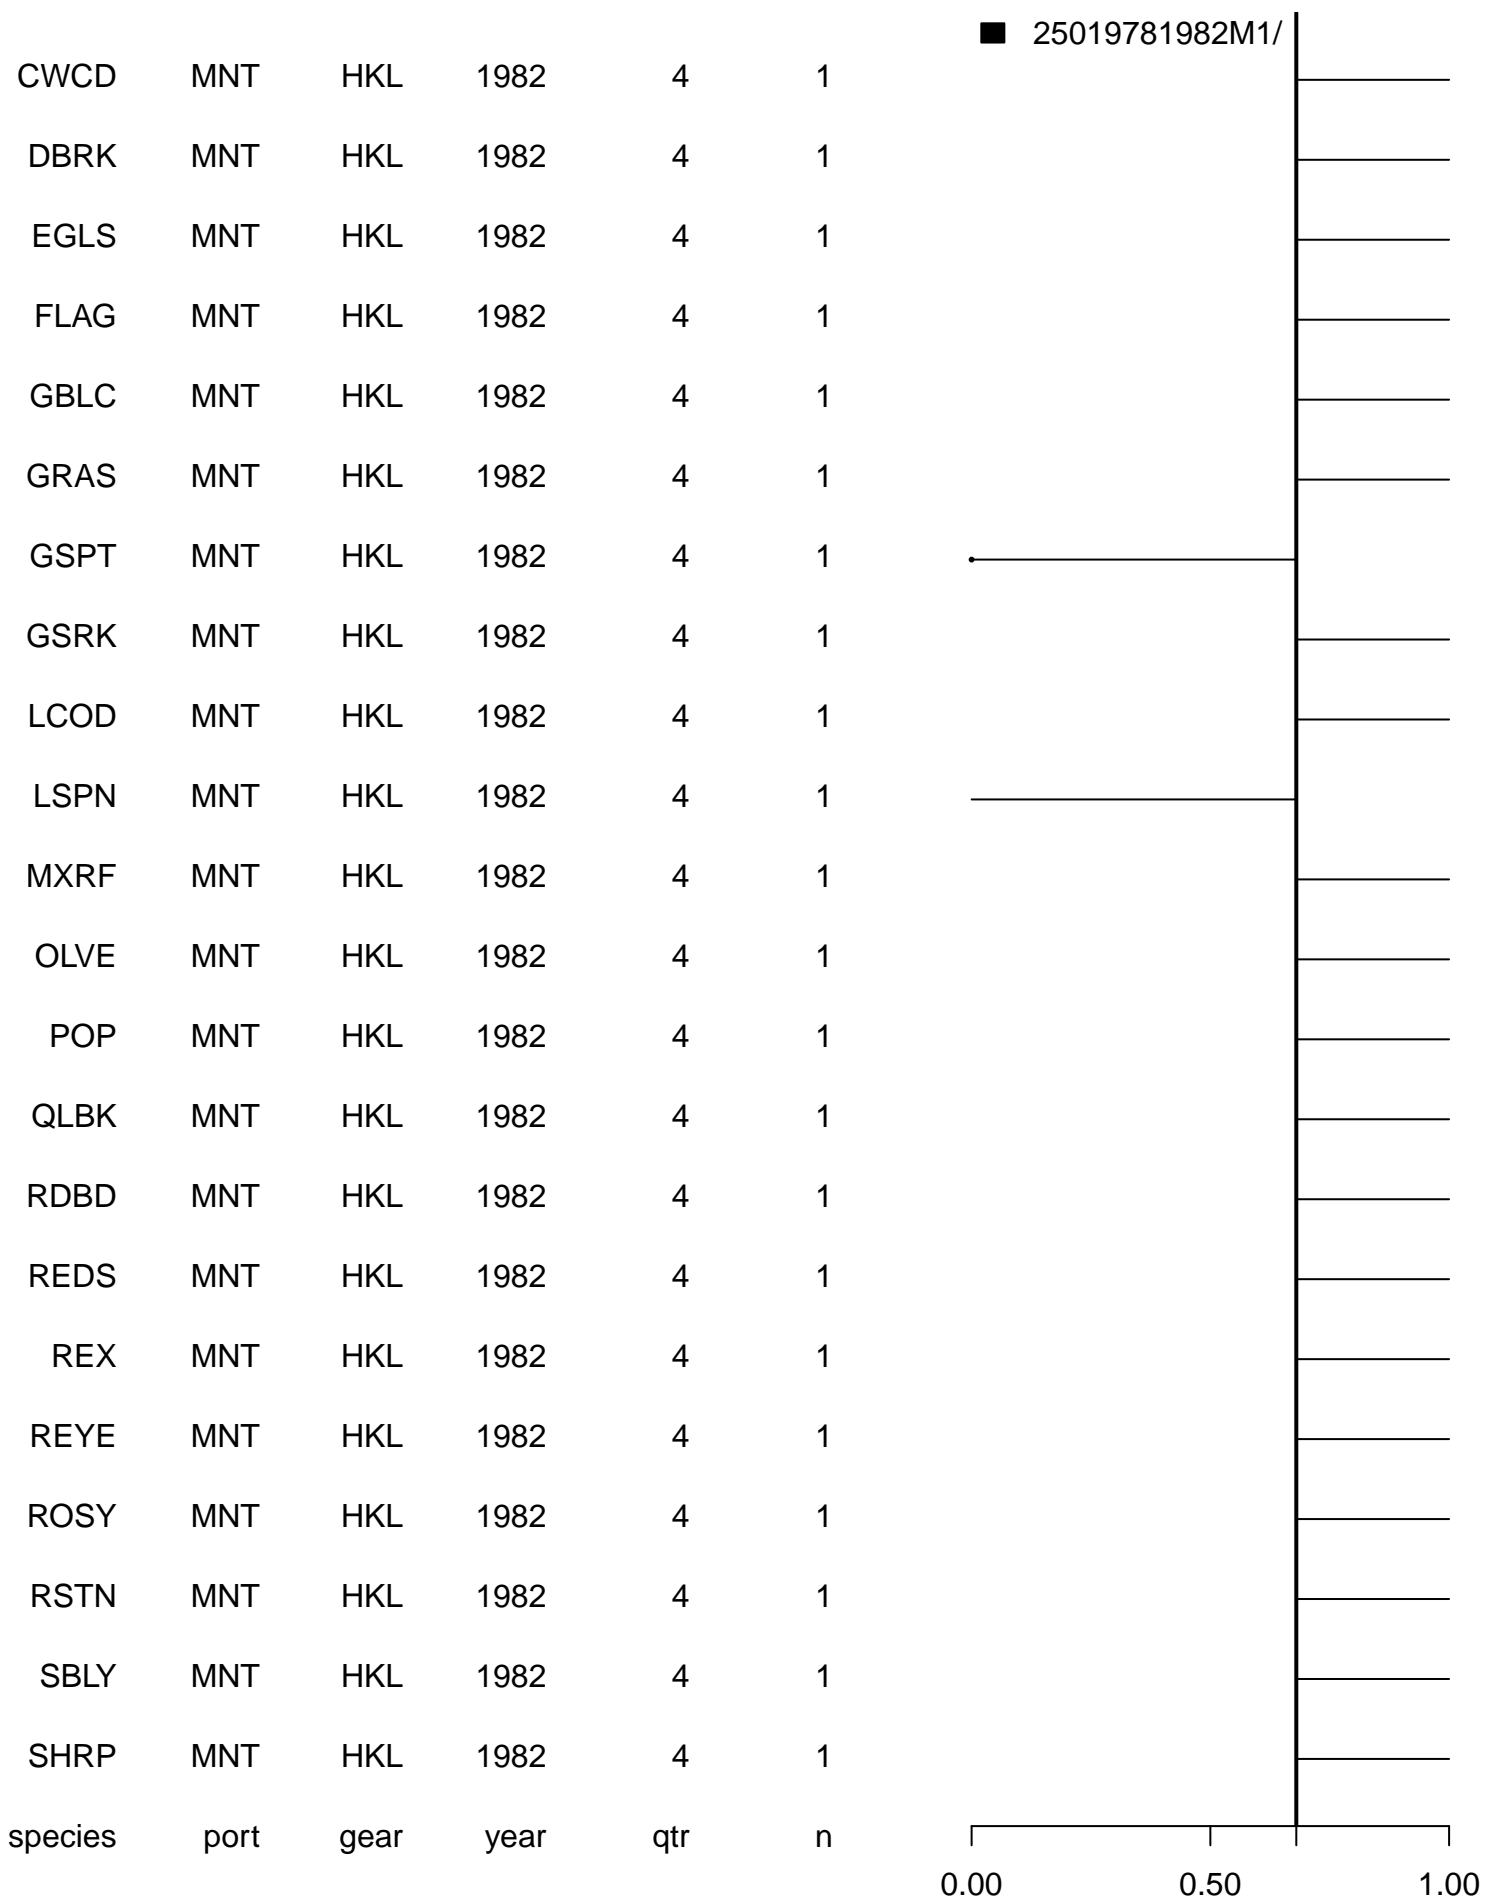 25019781982M1/
CWCD MNT HKL 1982 4 1
DBRK MNT HKL 1982 4 1
EGLS MNT HKL 1982 4 1
FLAG MNT HKL 1982 4 1
GBLC MNT HKL 1982 4 1
GRAS MNT HKL 1982 4 1
GSPT MNT HKL 1982 4 1
GSRK MNT HKL 1982 4 1
LCOD MNT HKL 1982 4 1
LSPN MNT HKL 1982 4 1
MXRF MNT HKL 1982 4 1
OLVE MNT HKL 1982 4 1
POP MNT HKL 1982 4 1
QLBK MNT HKL 1982 4 1
RDBD MNT HKL 1982 4 1
REDS MNT HKL 1982 4 1
REX MNT HKL 1982 4 1
REYE MNT HKL 1982 4 1
ROSY MNT HKL 1982 4 1
RSTN MNT HKL 1982 4 1
SBLY MNT HKL 1982 4 1
SHRP MNT HKL 1982 4 1
species port gear year qtr n
0.00 0.50 1.00